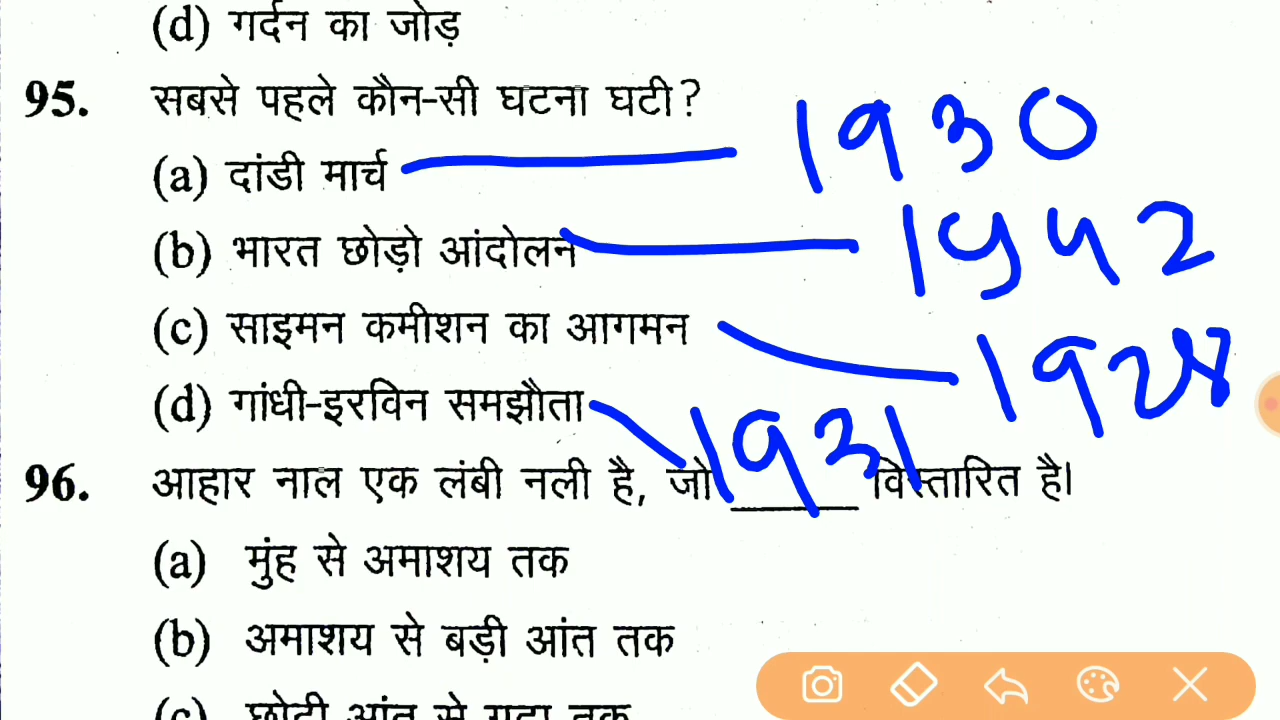 (d) गर्दन का जोड़
95. सबसे पहले कौन-सी घटना घटी?
1930
(a) दांडी मार्च
1942
(b) भारत छोड़ो आंदोलन
(c) साइमन कमीशन का आगमन
1928
(d) गांधी-इरविन समझौता
1931
96. आहार नाल एक लंबी नली है, जो ______ विस्तारित है।
(a) मुंह से अमाशय तक
(b) अमाशय से बड़ी आंत तक
(c) छोटी आंत से गुदा तक